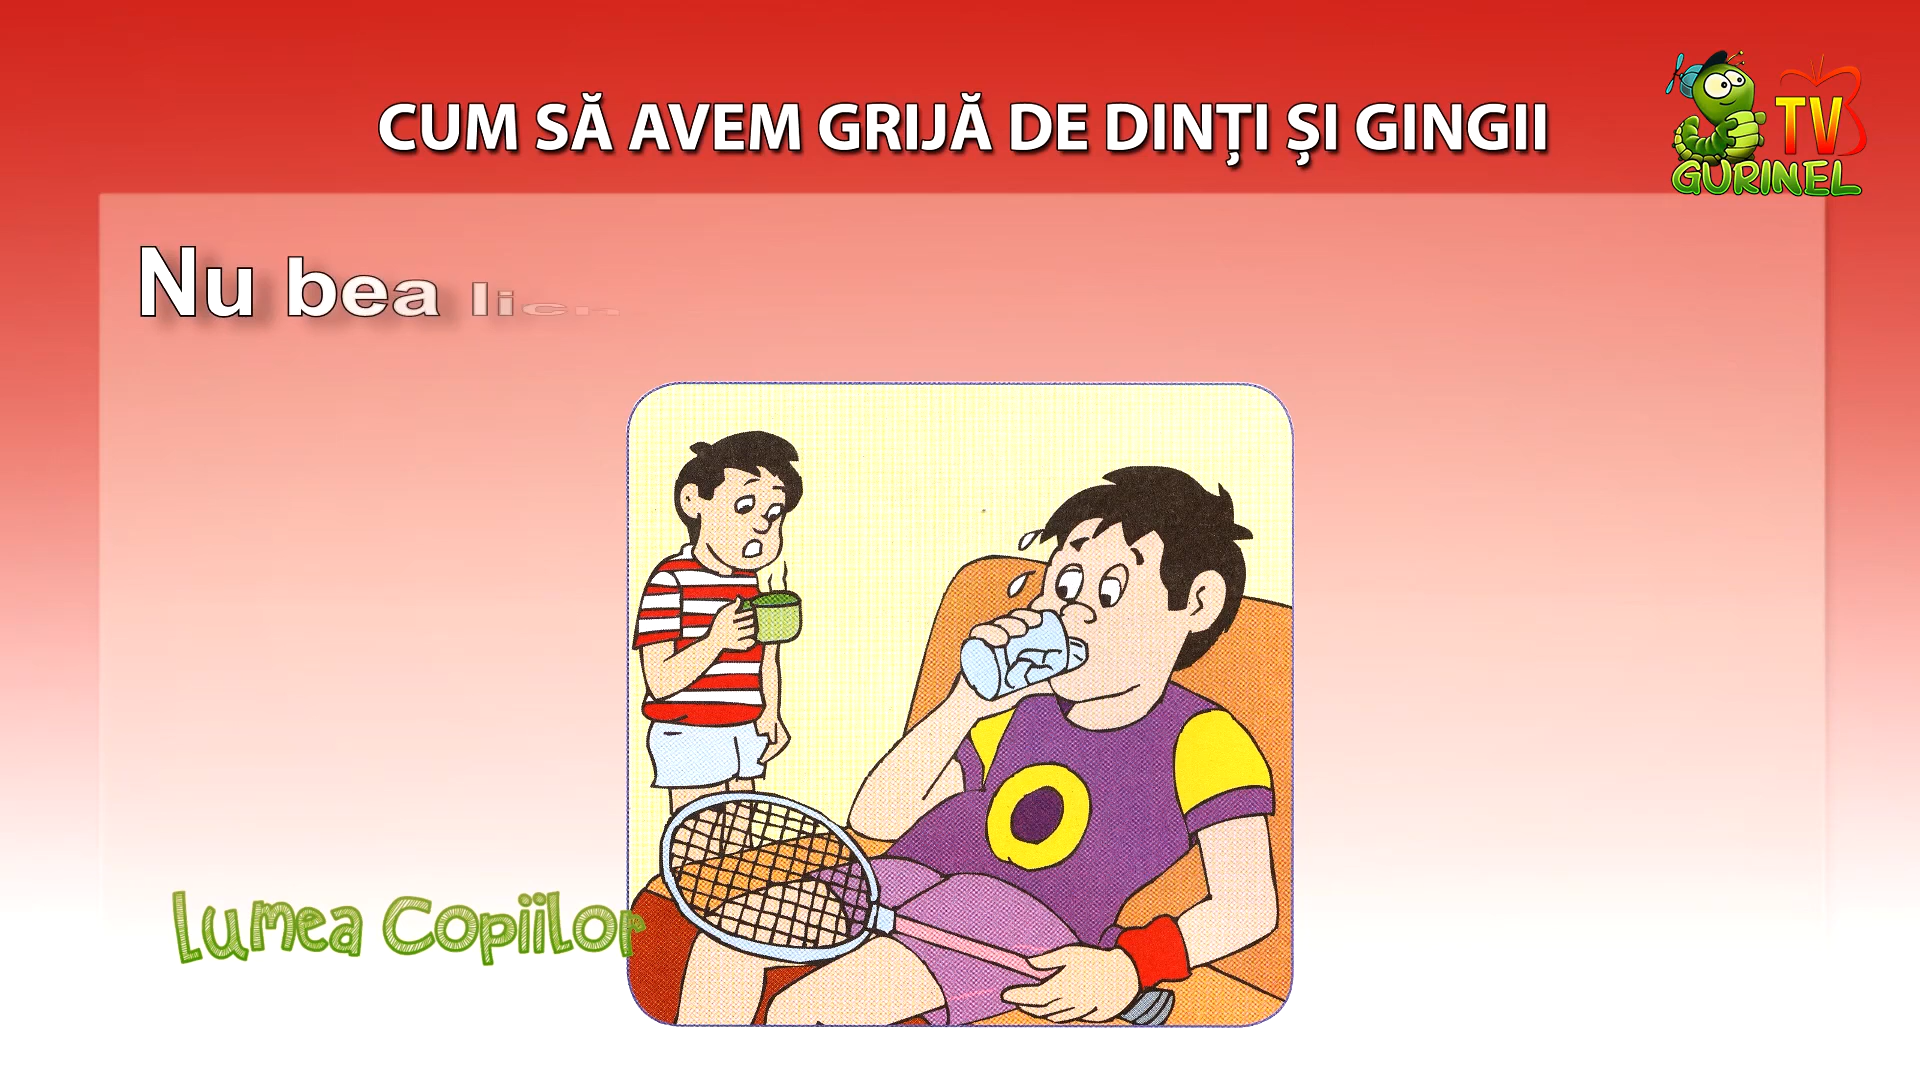 CUM SĂ AVEM GRIJĂ DE DINȚI ȘI GINGII
TV
GURINEL
Nu bea
Lumea Copiilor